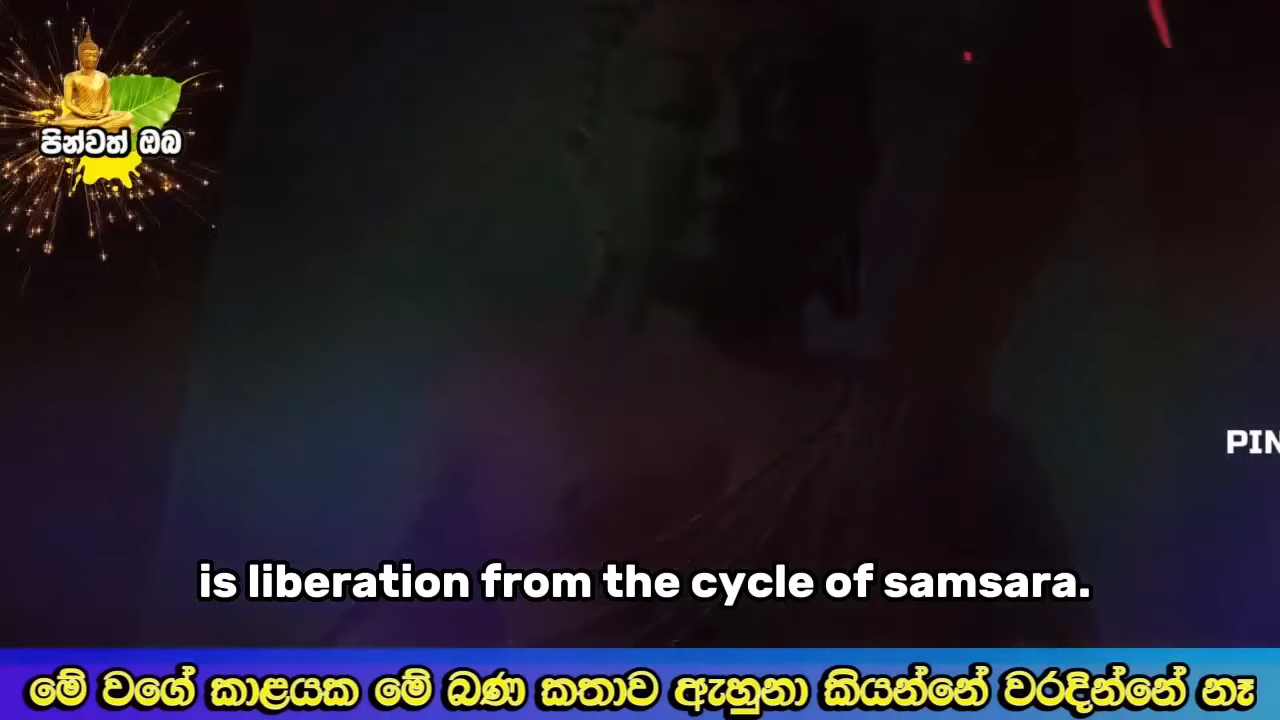 පින්වත් ඔබ
PIN
is liberation from the cycle of samsara.
මේ වගේ කාළයක මේ බණ කතාව ඇහුනා කියන්නේ වරදින්නේ නෑ